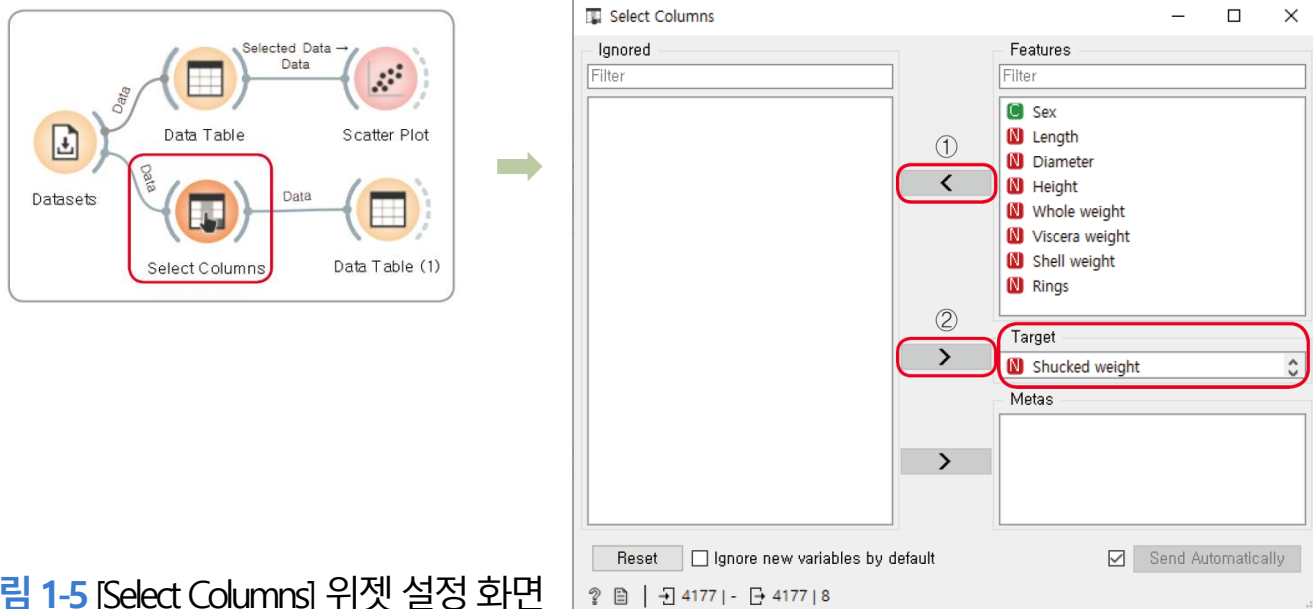 Selected Data →
Data
Data
Data Table
Scatter Plot
Datasets
Data
Data
Select Columns
Data Table (1)
Select Columns
Ignored
Filter
Features
Filter
C Sex
N Length
N Diameter
N Height
N Whole weight
N Viscera weight
N Shell weight
N Rings
①
<
②
>
Target
N Shucked weight
Metas
>
Reset
Ignore new variables by default
Send Automatically
? 4177 | - 4177 | 8
림 1-5 [Select Columns] 위젯 설정 화면